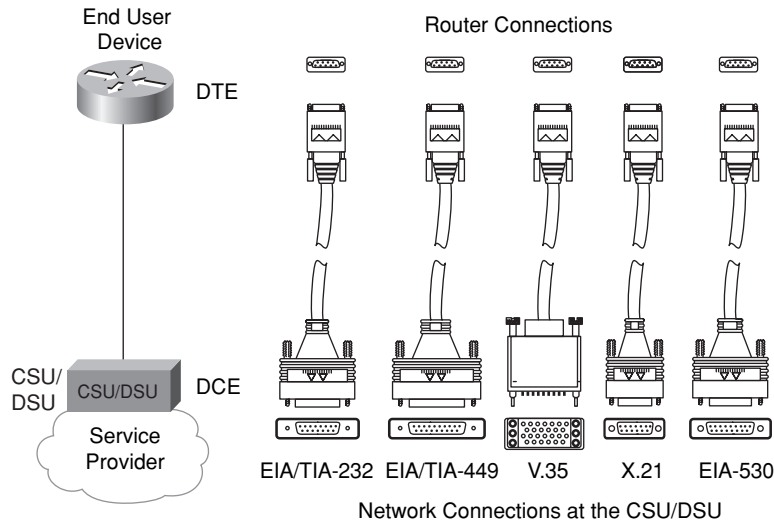 End User
Device
DTE
Router Connections
CSU/
DSU
CSU/DSU
DCE
Service
Provider
EIA/TIA-232 EIA/TIA-449 V.35 X.21 EIA-530
Network Connections at the CSU/DSU